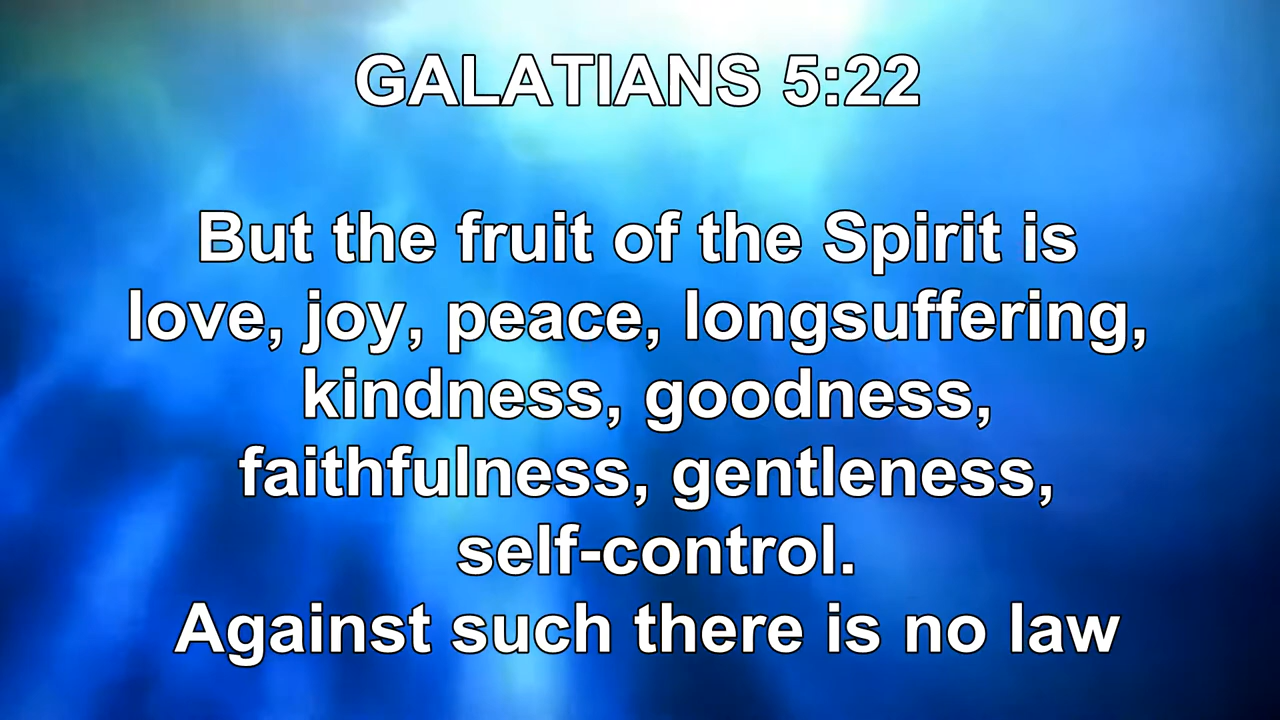 GALATIANS 5:22
But the fruit of the Spirit is
love, joy, peace, longsuffering,
kindness, goodness,
faithfulness, gentleness,
self-control.
Against such there is no law